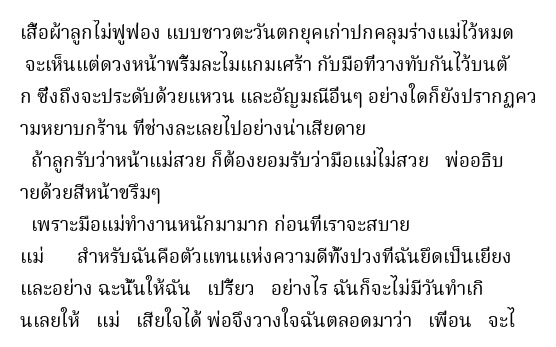 เสื้อผ้าลูกไม้ฟูฟอง แบบชาวตะวันตกยุคเก่าปกคลุมร่างแม่ไว้หมด
จะเห็นแต่ดวงหน้าพริ้มละไมแกมเศร้า กับมือที่วางทับกันไว้บนตั
ก ซึ่งถึงจะประดับด้วยแหวน และอัญมณีอื่นๆ อย่างใดก็ยังปรากฏคว
ามหยาบกร้าน ที่ช่างละเลยไปอย่างน่าเสียดาย
ถ้าลูกรับว่าหน้าแม่สวย ก็ต้องยอมรับว่ามือแม่ไม่สวย พ่ออธิบ
ายด้วยสีหน้าขรึมๆ
เพราะมือแม่ทำงานหนักมามาก ก่อนที่เราจะสบาย
แม่ สำหรับฉันคือตัวแทนแห่งความดีทั้งปวงที่ฉันยึดเป็นเยี่ยง
และอย่าง ฉะนั้นให้ฉัน เปรี้ยว อย่างไร ฉันก็จะไม่มีวันทำเกิ
นเลยให้ แม่ เสียใจได้ พ่อจึงวางใจฉันตลอดมาว่า เพื่อน จะไ